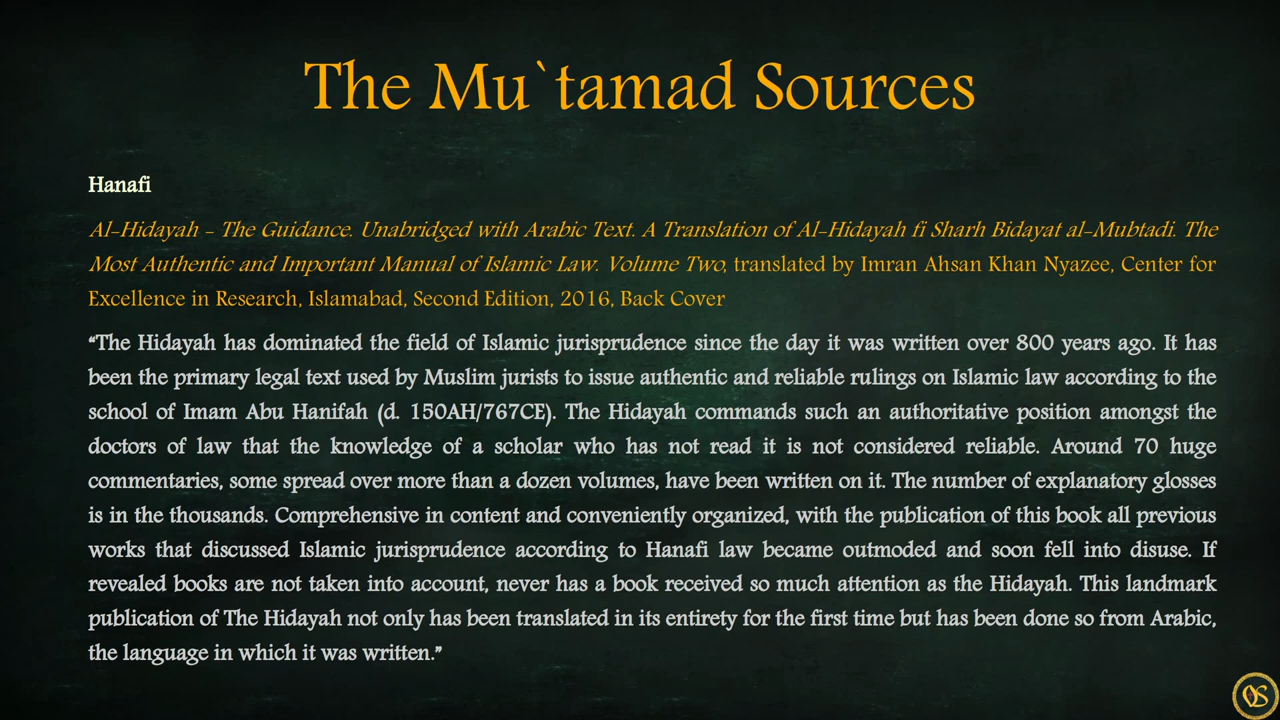 The Mu`tamad Sources
Hanafi
Al-Hidayah - The Guidance. Unabridged with Arabic Text. A Translation of Al-Hidayah fi Sharh Bidayat al-Mubtadi. The
Most Authentic and Important Manual of Islamic Law. Volume Two, translated by Imran Ahsan Khan Nyazee, Center for
Excellence in Research, Islamabad, Second Edition, 2016, Back Cover
“The Hidayah has dominated the field of Islamic jurisprudence since the day it was written over 800 years ago. It has
been the primary legal text used by Muslim jurists to issue authentic and reliable rulings on Islamic law according to the
school of Imam Abu Hanifah (d. 150AH/767CE). The Hidayah commands such an authoritative position amongst the
doctors of law that the knowledge of a scholar who has not read it is not considered reliable. Around 70 huge
commentaries, some spread over more than a dozen volumes, have been written on it. The number of explanatory glosses
is in the thousands. Comprehensive in content and conveniently organized, with the publication of this book all previous
works that discussed Islamic jurisprudence according to Hanafi law became outmoded and soon fell into disuse. If
revealed books are not taken into account, never has a book received so much attention as the Hidayah. This landmark
publication of The Hidayah not only has been translated in its entirety for the first time but has been done so from Arabic,
the language in which it was written.”